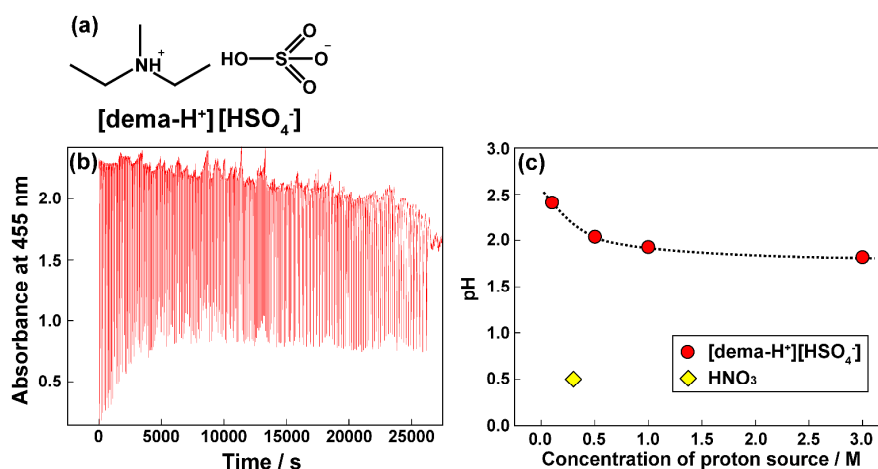 (a)
NH+
HO
S
O
O
O-
[dema-H+][HSO4-]
(b)
Absorbance at 455 nm
2.0
1.5
1.0
0.5
0
5000
10000
15000
20000
25000
Time / s
(c)
pH
3.0
2.5
2.0
1.5
1.0
0.5
0.0
0.0
0.5
1.0
1.5
2.0
2.5
3.0
Concentration of proton source / M
[dema-H+][HSO4-]
HNO3